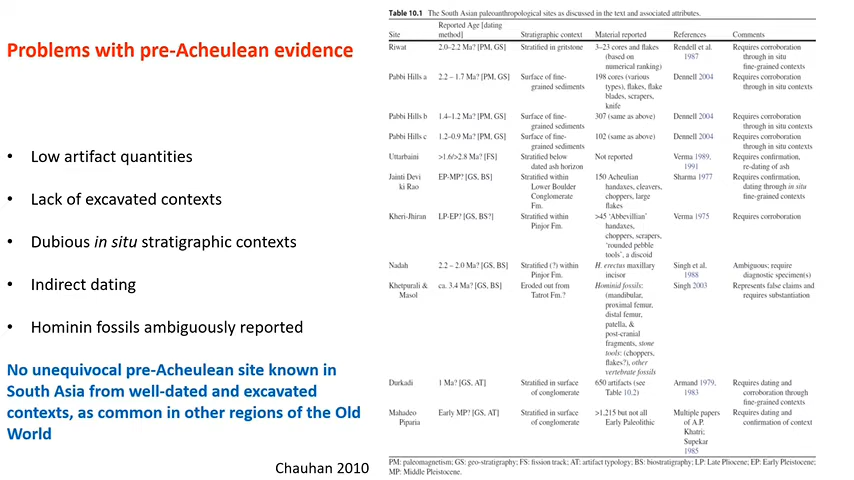 Problems with pre-Acheulean evidence
• Low artifact quantities
• Lack of excavated contexts
• Dubious in situ stratigraphic contexts
• Indirect dating
• Hominin fossils ambiguously reported
No unequivocal pre-Acheulean site known in
South Asia from well-dated and excavated
contexts, as common in other regions of the Old
World
Chauhan 2010
Table 10.1 The South Asian paleoanthropological sites as discussed in the text and associated attributes.
Reported Age [dating
Site method] Stratigraphic context Material reported References Comments
Riwat 2.0–2.2 Ma? [PM, GS] Stratified in gritstone 3–23 cores and flakes Rendell et al. Requires corroboration
(based on 1987 through in situ
numerical ranking) fine-grained contexts
Pabbi Hills a 2.2 – 1.7 Ma? [PM, GS] Surface of fine- 198 cores (various Dennell 2004 Requires corroboration
grained sediments types), flakes, flake through in situ contexts
blades, scrapers,
knife
Pabbi Hills b 1.4–1.2 Ma? [PM, GS] Surface of fine- 307 (same as above) Dennell 2004 Requires corroboration
grained sediments through in situ contexts
Pabbi Hills c 1.2–0.9 Ma? [PM, GS] Surface of fine- 102 (same as above) Dennell 2004 Requires corroboration
grained sediments through in situ contexts
Uttarbaini >1.6/>2.8 Ma? [FS] Stratified below Not reported Verma 1989, Requires confirmation,
dated ash horizon 1991 re-dating of ash
Jainti Devi EP-MP? [GS, BS] Stratified within 150 Acheulian Sharma 1977 Requires confirmation,
ki Rao Lower Boulder handaxes, cleavers, dating through in situ
Conglomerate choppers, large fine-grained contexts
Fm. flakes
Kheri-Jhiran LP-EP? [GS, BS?] Stratified within >45 ‘Abbevillian’ Verma 1975 Requires corroboration
Pinjor Fm. handaxes,
choppers, scrapers,
‘rounded pebble
tools’, a discoid
Nadah 2.2 – 2.0 Ma? [GS, BS] Stratified (?) within H. erectus maxillary Singh et al. Ambiguous; require
Pinjor Fm. incisor 1988 diagnostic specimen(s)
Khetpurali & ca. 3.4 Ma? [GS, BS] Eroded out from Hominid fossils: Singh 2003 Represents false claims and
Masol Tatrot Fm.? (mandibular, requires substantiation
proximal femur,
distal femur,
patella, &
post-cranial
fragments, stone
tools: (choppers,
flakes?), other
vertebrate fossils
Durkadi 1 Ma? [GS, AT] Stratified in surface 650 artifacts (see Armand 1979, Requires dating and
of conglomerate Table 10.2) 1983 corroboration through
fine-grained contexts
Mahadeo Early MP? [GS, AT] Stratified in surface >1,215 but not all Multiple papers Requires dating and
Piparia of conglomerate Early Paleolithic of A.P. confirmation of context
Khatri;
Supekar
1985
PM: paleomagnetism; GS: geo-stratigraphy; FS: fission track; AT: artifact typology; BS: biostratigraphy; LP: Late Pliocene; EP: Early Pleistocene;
MP: Middle Pleistocene.